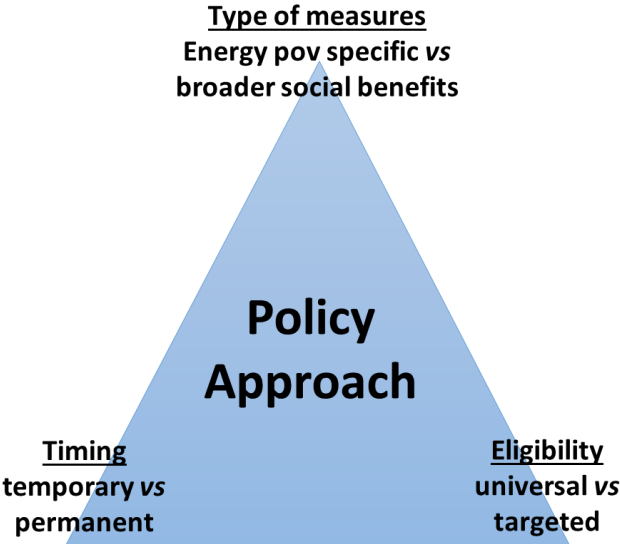 Type of measures
Energy pov specific vs
broader social benefits
Policy
Approach
Timing
temporary vs
permanent
Eligibility
universal vs
targeted